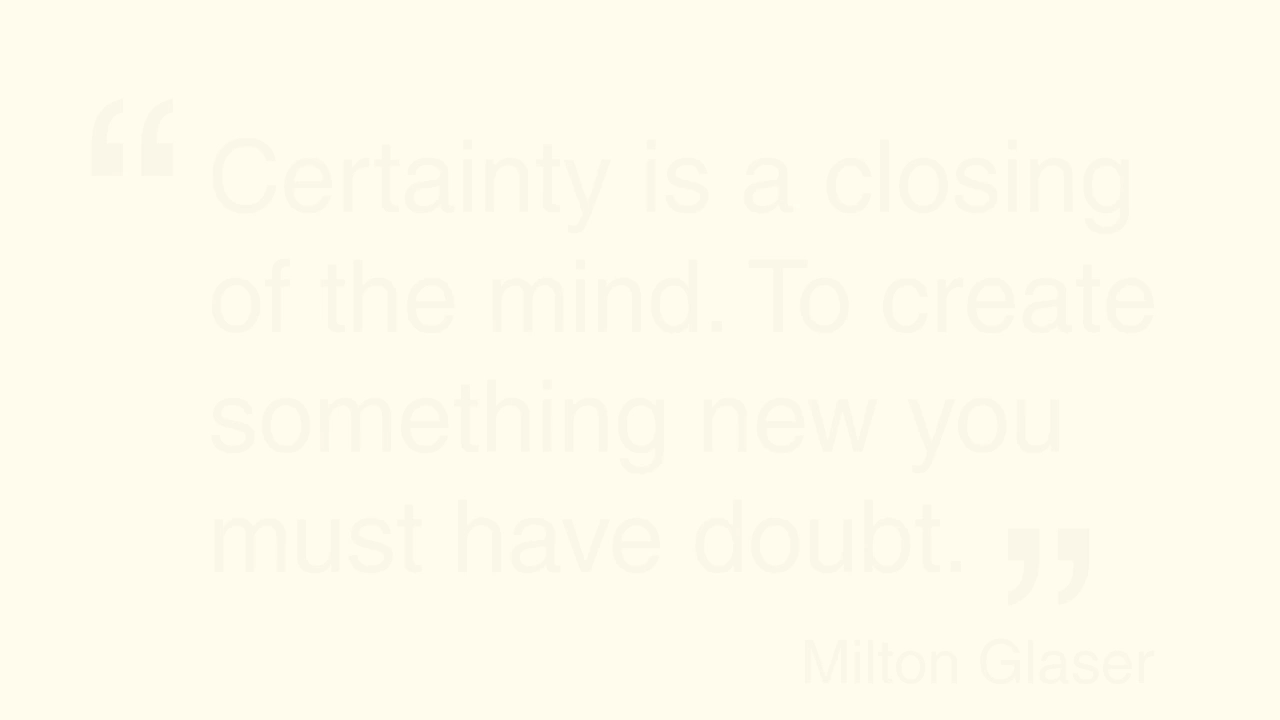 “Certainty is a closing
of the mind. To create
something new you
must have doubt.”
Milton Glaser